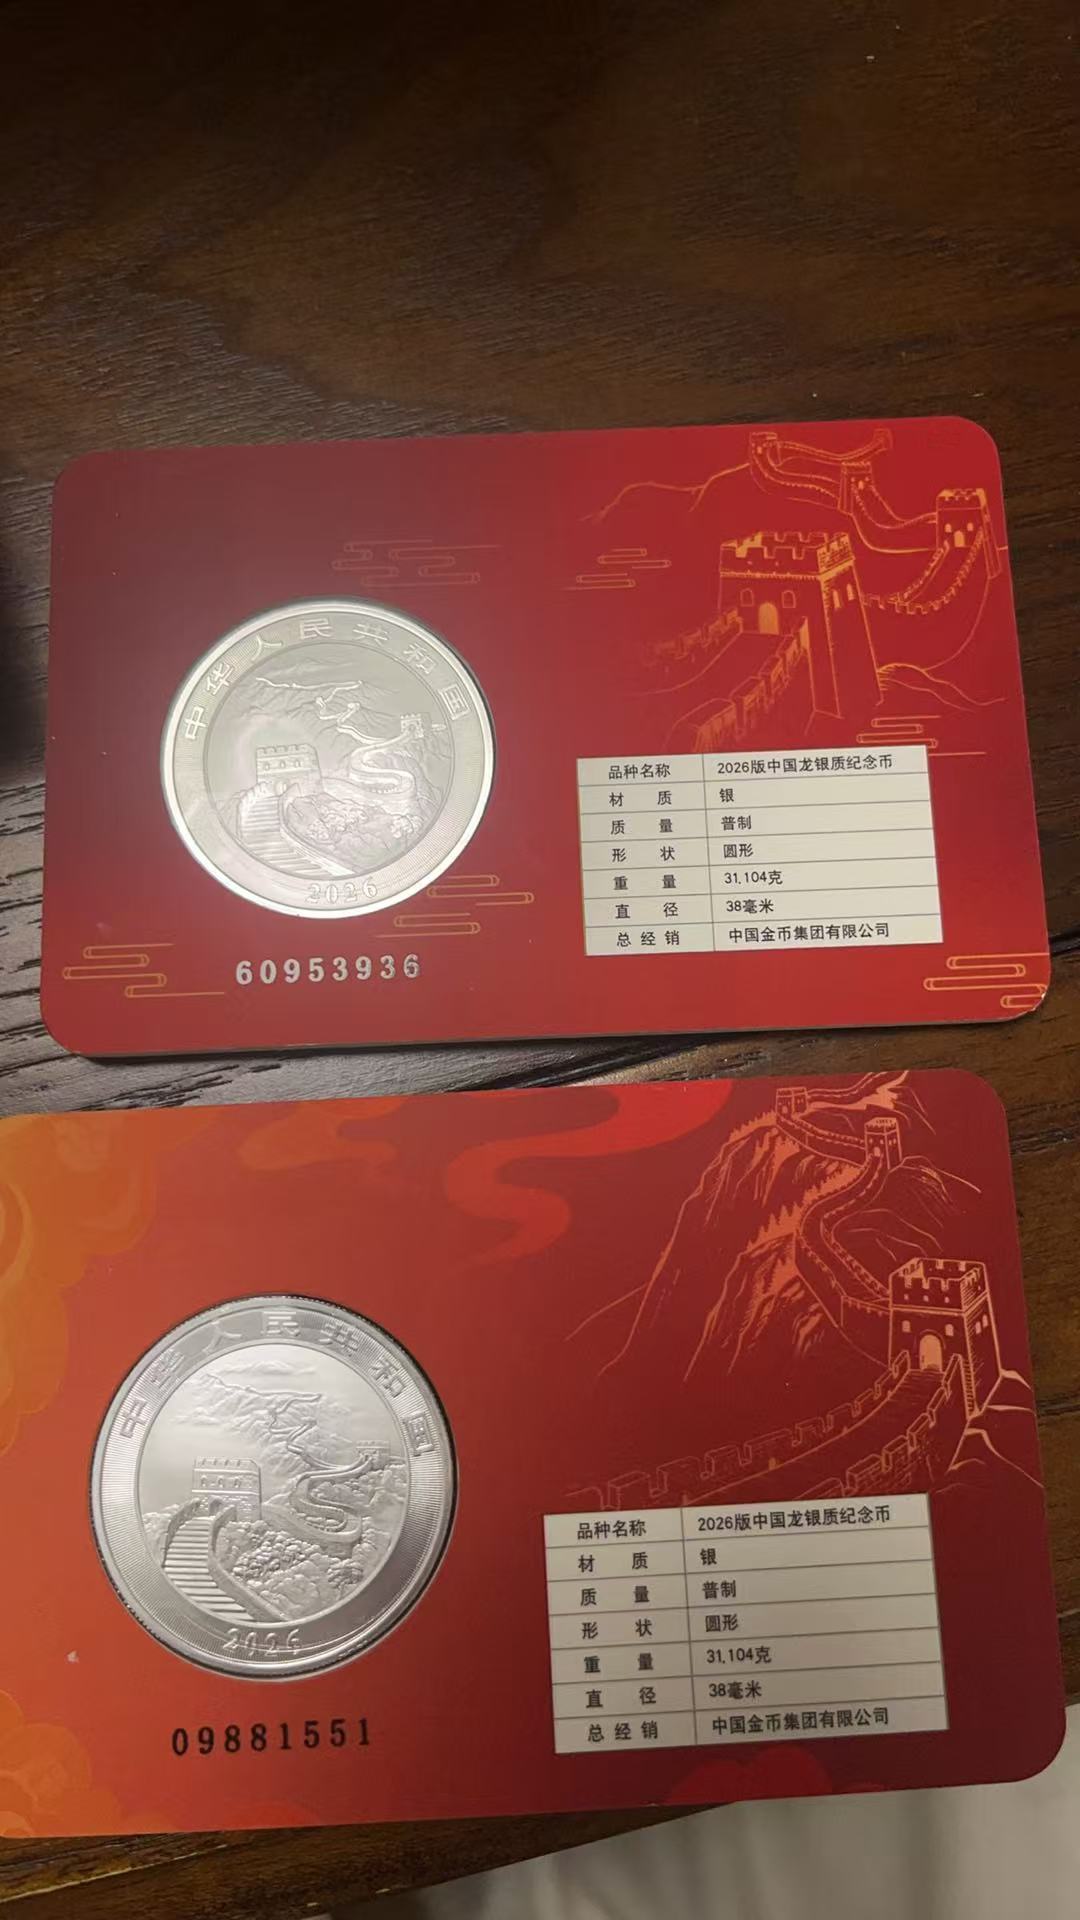 中华人民共和国
2026
60953936
品种名称 2026版中国龙银质纪念币
材 质 银
质 量 普制
形 状 圆形
重 量 31.104克
直 径 38毫米
总 经 销 中国金币集团有限公司
中华人民共和国
2026
09881551
品种名称 2026版中国龙银质纪念币
材 质 银
质 量 普制
形 状 圆形
重 量 31.104克
直 径 38毫米
总 经 销 中国金币集团有限公司